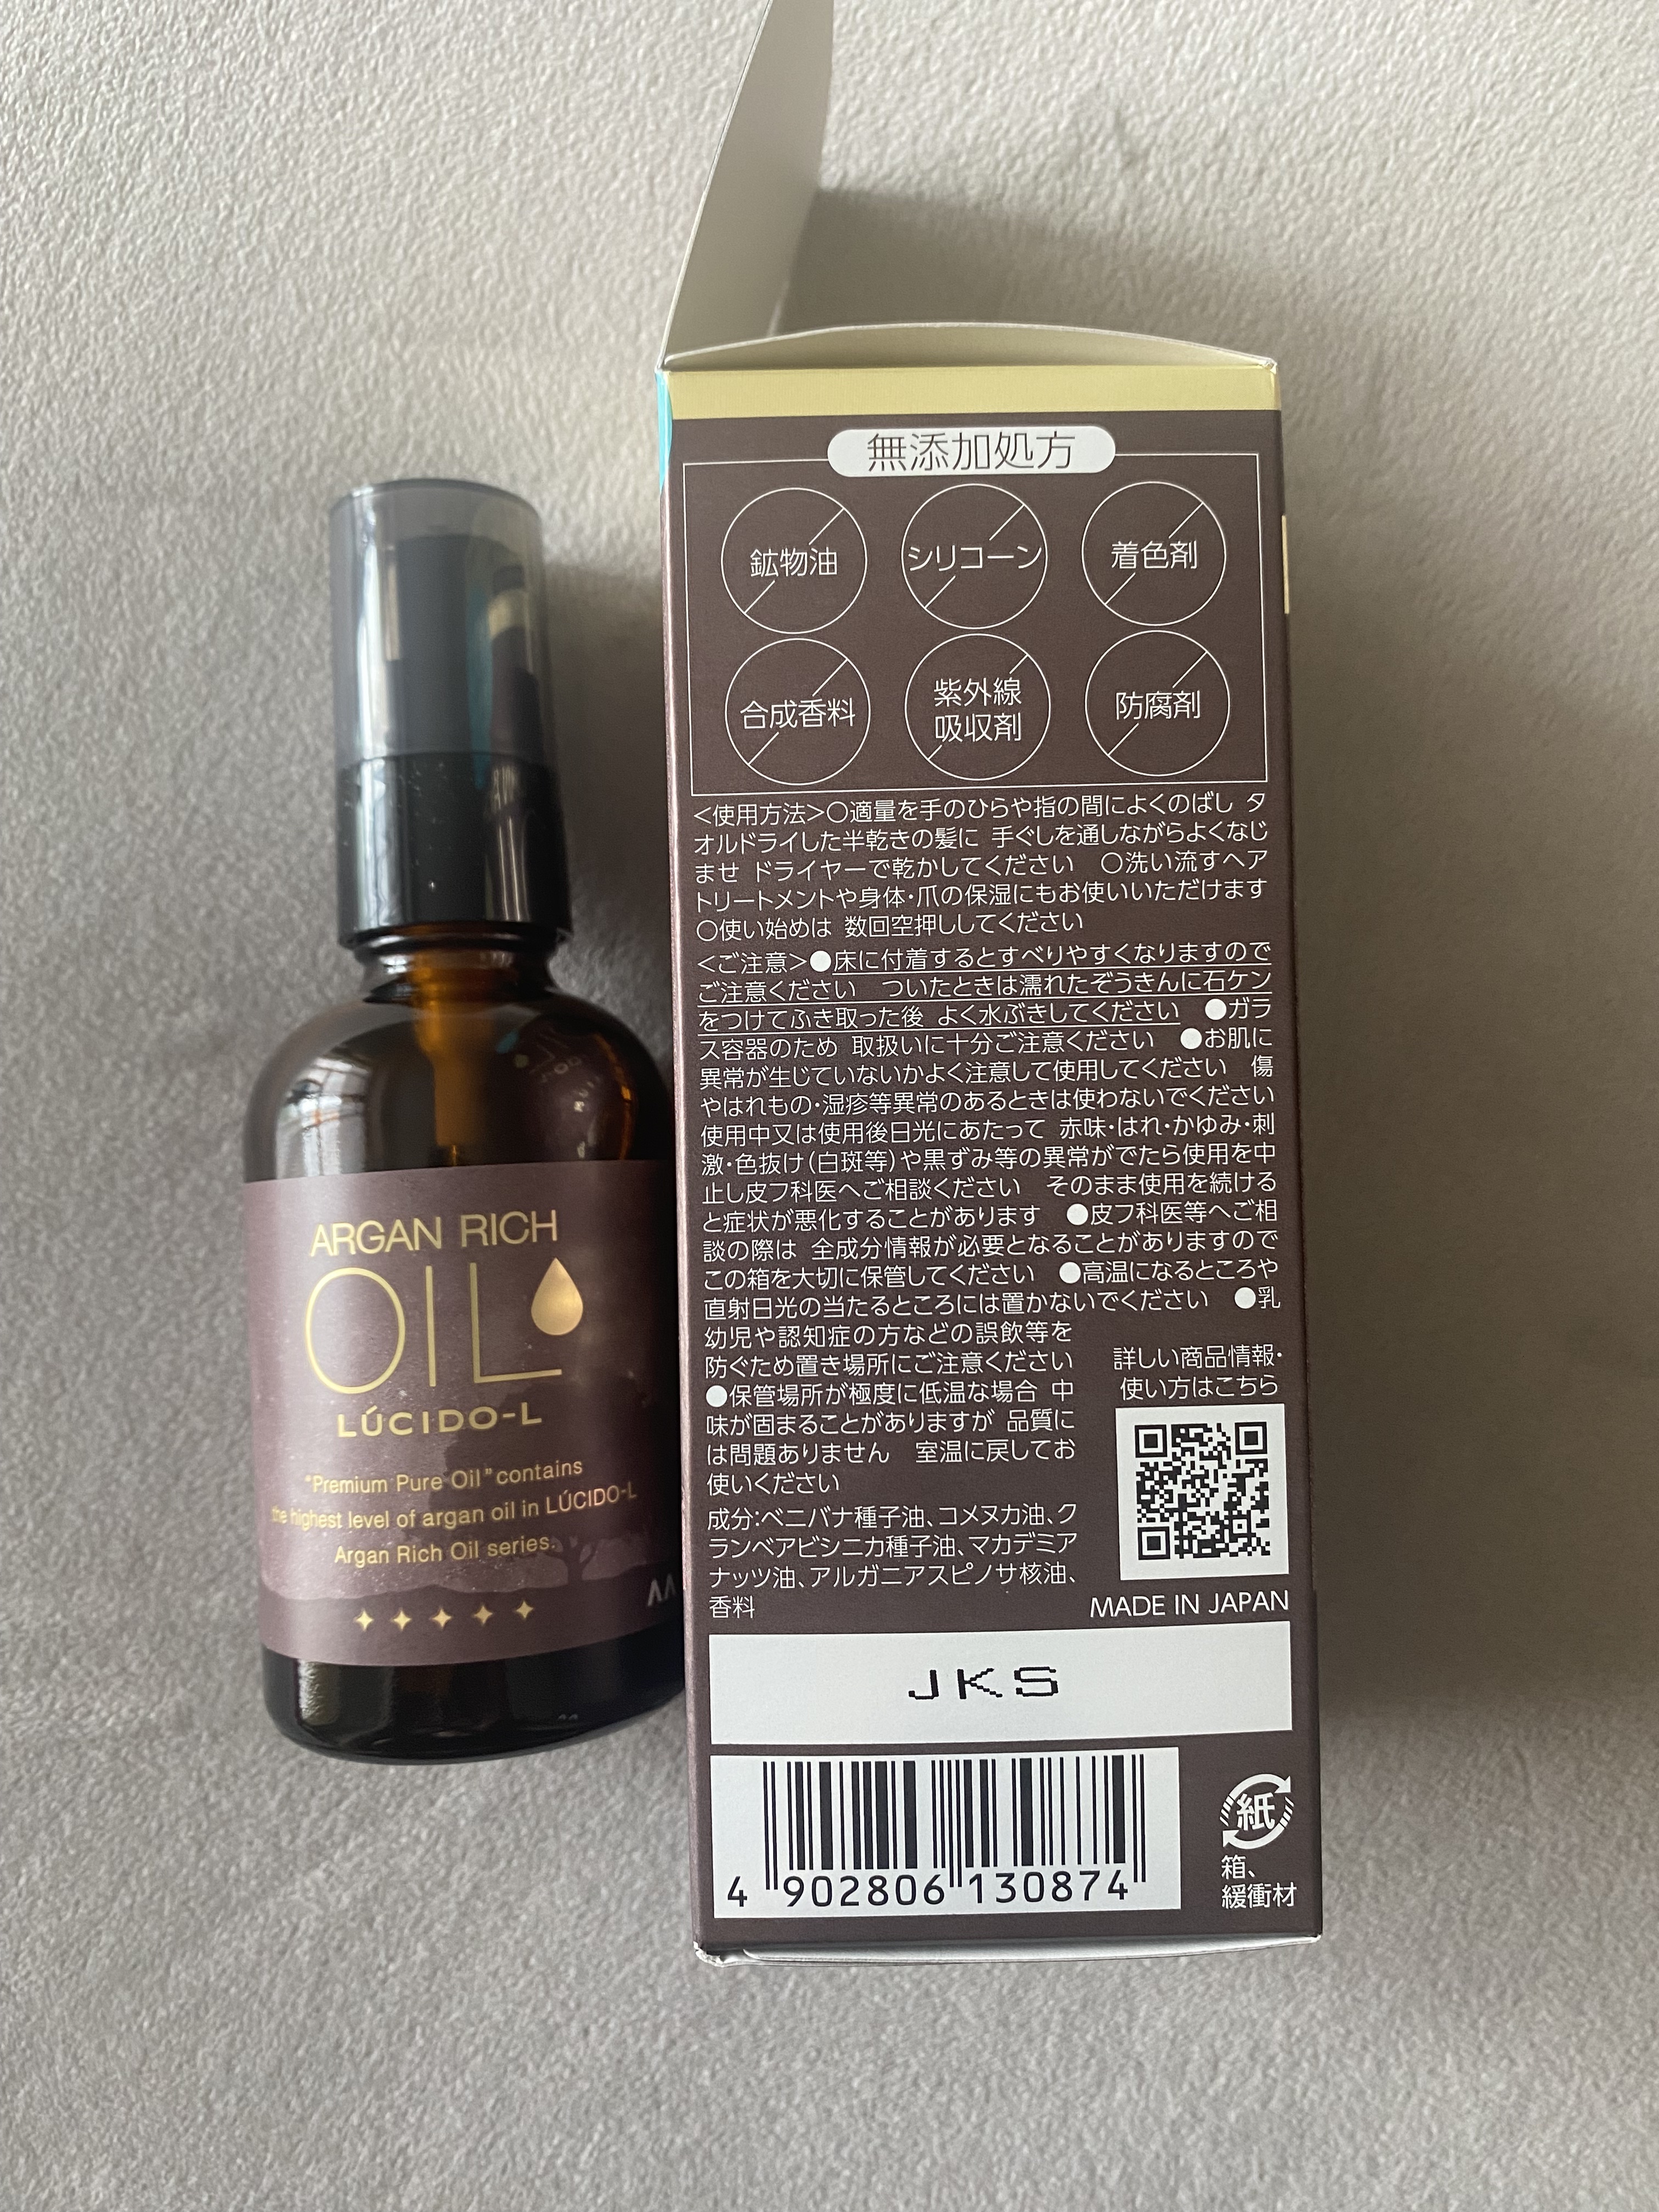 ARGAN RICH
OIL
LÚCIDO-L
"Premium Pure Oil" contains
the highest level of argan oil in LÚCIDO-L
Argan Rich Oil series.
無添加処方
鉱物油
シリコーン
着色剤
合成香料
紫外線
吸収剤
防腐剤
<使用方法>○適量を手のひらや指の間によくのばし タ
オルドライした半乾きの髪に 手ぐしを通しながらよくなじ
ませ ドライヤーで乾かしてください ○洗い流すヘア
トリートメントや身体・爪の保湿にもお使いいただけます
○使い始めは 数回空押ししてください
<ご注意>●床に付着するとすべりやすくなりますので
ご注意ください ついたときは濡れたぞうきんに石ケン
をつけてふき取った後 よく水ぶきしてください ●ガラ
ス容器のため 取扱いに十分ご注意ください ●お肌に
異常が生じていないかよく注意して使用してください 傷
やはれもの・湿疹等異常のあるときは使わないでください
使用中又は使用後日光にあたって 赤味・はれ・かゆみ・刺
激・色抜け(白斑等)や黒ずみ等の異常がでたら使用を中
止し皮フ科医へご相談ください そのまま使用を続ける
と症状が悪化することがあります ●皮フ科医等へご相
談の際は 全成分情報が必要となることがありますので
この箱を大切に保管してください ●高温になるところや
直射日光の当たるところには置かないでください ●乳
幼児や認知症の方などの誤飲等を
防ぐため置き場所にご注意ください
●保管場所が極度に低温な場合 中
味が固まることがありますが 品質に
は問題ありません 室温に戻してお
使いください
詳しい商品情報・
使い方はこちら
成分:ベニバナ種子油、コメヌカ油、ク
ランベアビシニカ種子油、マカデミア
ナッツ油、アルガニアスピノサ核油、
香料
MADE IN JAPAN
JKS
4 902806 130874
紙
箱、
緩衝材